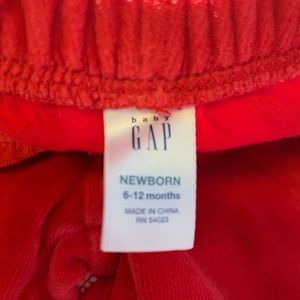 baby
GAP
NEWBORN
6-12 months
MADE IN CHINA
RN 54023